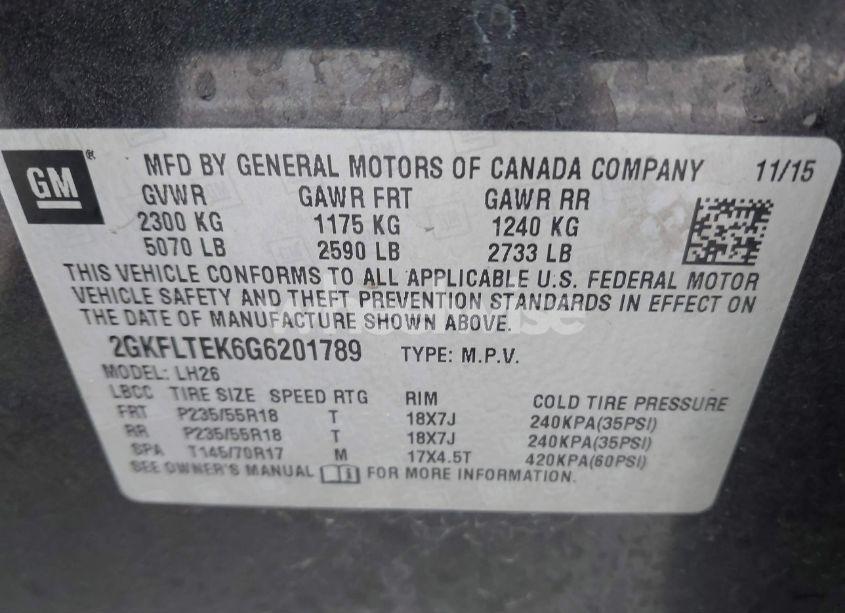 GM ® MFD BY GENERAL MOTORS OF CANADA COMPANY 11/15
GVWR GAWR FRT GAWR RR
2300 KG 1175 KG 1240 KG
5070 LB 2590 LB 2733 LB
THIS VEHICLE CONFORMS TO ALL APPLICABLE U.S. FEDERAL MOTOR
VEHICLE SAFETY AND THEFT PREVENTION STANDARDS IN EFFECT ON
THE DATE OF MANUFACTURE SHOWN ABOVE.
2GKFLTEK6G6201789 TYPE: M.P.V.
MODEL: LH26
LBCC TIRE SIZE SPEED RTG RIM COLD TIRE PRESSURE
FRT P235/55R18 T 18X7J 240KPA(35PSI)
RR P235/55R18 T 18X7J 240KPA(35PSI)
SPA T145/70R17 M 17X4.5T 420KPA(60PSI)
SEE OWNER'S MANUAL FOR MORE INFORMATION.